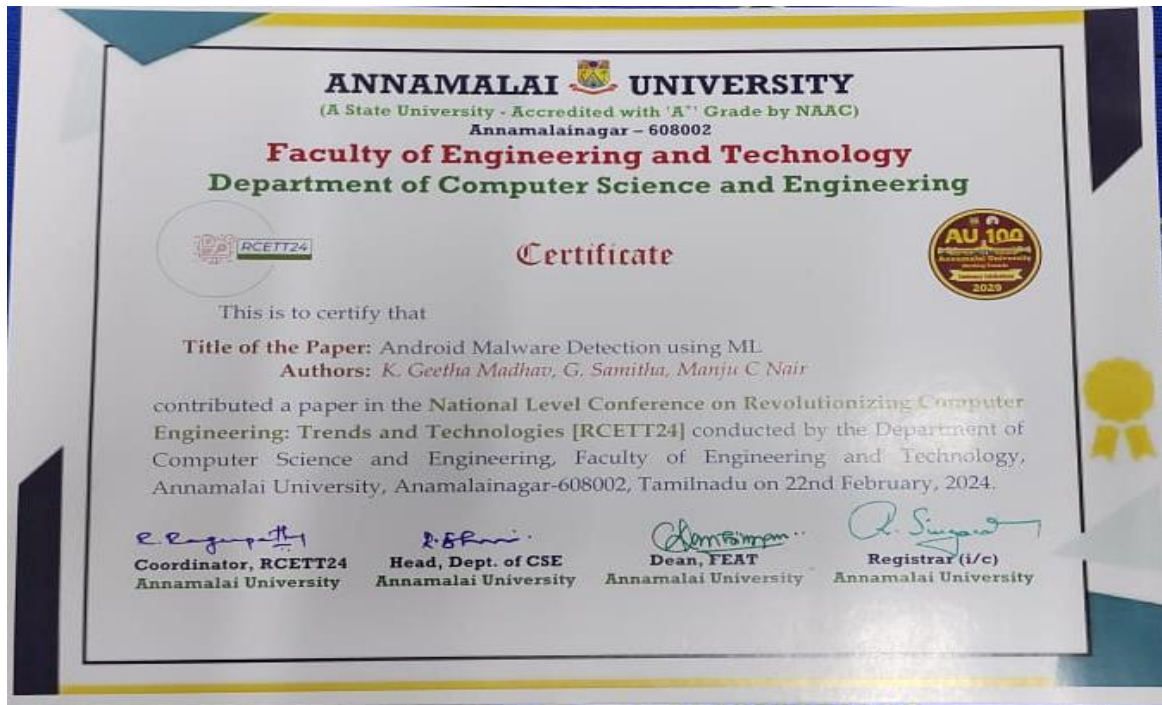 ANNAMALAI UNIVERSITY
(A State University - Accredited with 'A+' Grade by NAAC)
Annamalainagar – 608002
Faculty of Engineering and Technology
Department of Computer Science and Engineering
RCETT24
Certificate
AU 100
Annamalai University
2029
This is to certify that
Title of the Paper: Android Malware Detection using ML
Authors: K. Geetha Madhav, G. Samitha, Manju C Nair
contributed a paper in the National Level Conference on Revolutionizing Computer
Engineering: Trends and Technologies [RCETT24] conducted by the Department of
Computer Science and Engineering, Faculty of Engineering and Technology,
Annamalai University, Anamalainagar-608002, Tamilnadu on 22nd February, 2024.
Coordinator, RCETT24 Head, Dept. of CSE Dean, FEAT Registrar (i/c)
Annamalai University Annamalai University Annamalai University Annamalai University